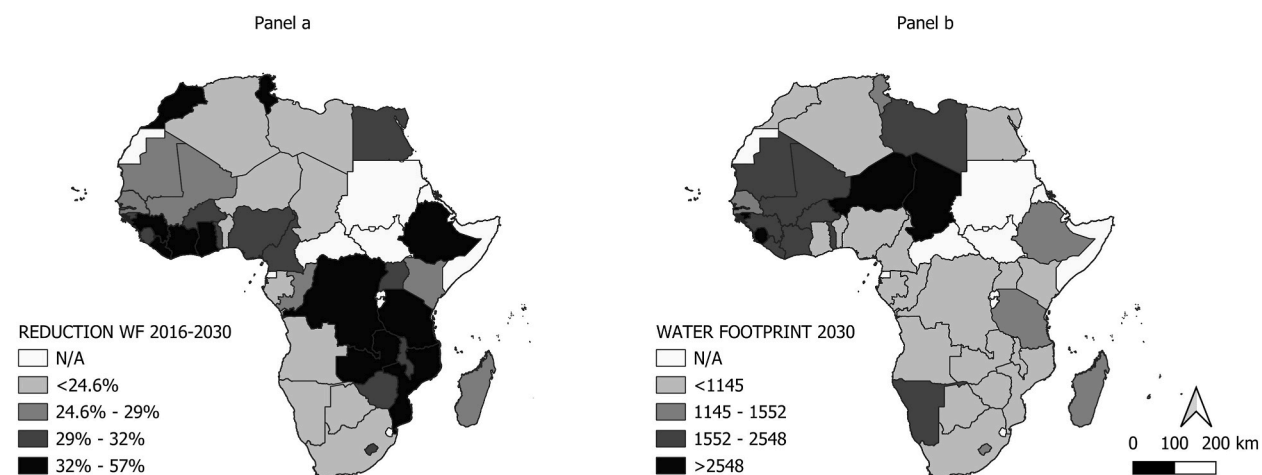 Panel a
Panel b
REDUCTION WF 2016-2030
N/A
<24.6%
24.6% - 29%
29% - 32%
32% - 57%
WATER FOOTPRINT 2030
N/A
<1145
1145 - 1552
1552 - 2548
>2548
0 100 200 km